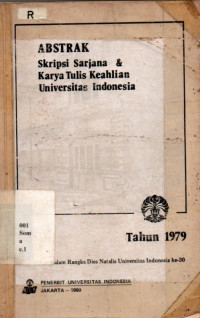 R
ABSTRAK
Skripsi Sarjana &
Karya Tulis Keahlian
Universitas Indonesia
001
Som
a
c.1
Tahun 1979
dalam Rangka Dies Natalis Universitas Indonesia ke-30
PENERBIT UNIVERSITAS INDONESIA
JAKARTA – 1980